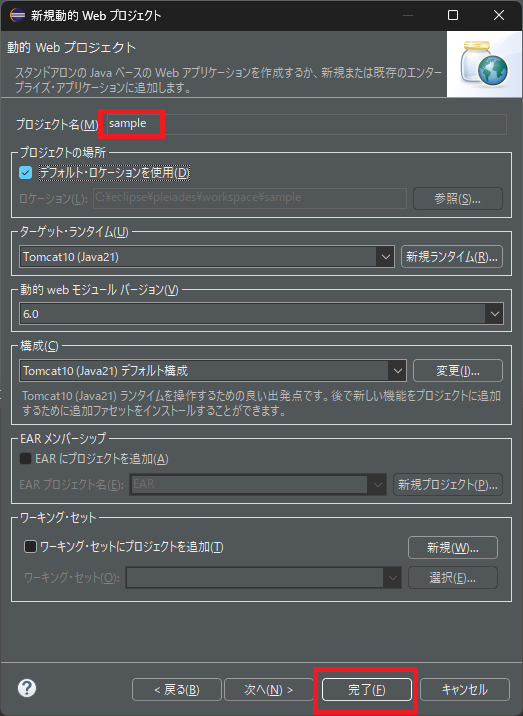 新規動的 Web プロジェクト
動的 Web プロジェクト
スタンドアロンの Java ベースの Web アプリケーションを作成するか、新規または既存のエンター
プライズ・アプリケーションに追加します。
プロジェクト名(M) sample
プロジェクトの場所
デフォルト・ロケーションを使用(D)
ロケーション(L): C:¥eclipse¥pleiades¥workspace¥sample 参照(S)...
ターゲット・ランタイム(U)
Tomcat10 (Java21) 新規ランタイム(R)...
動的 web モジュール バージョン(V)
6.0
構成(C)
Tomcat10 (Java21) デフォルト構成 変更(I)...
Tomcat10 (Java21) ランタイムを操作するための良い出発点です。後で新しい機能をプロジェクトに追加
するために追加ファセットをインストールすることができます。
EAR メンバーシップ
EAR にプロジェクトを追加(A)
EAR プロジェクト名(E): EAR 新規プロジェクト(P)...
ワーキング・セット
ワーキング・セットにプロジェクトを追加(T) 新規(W)...
ワーキング・セット(O): 選択(E)...
? < 戻る(B) 次へ(N) > 完了(F) キャンセル